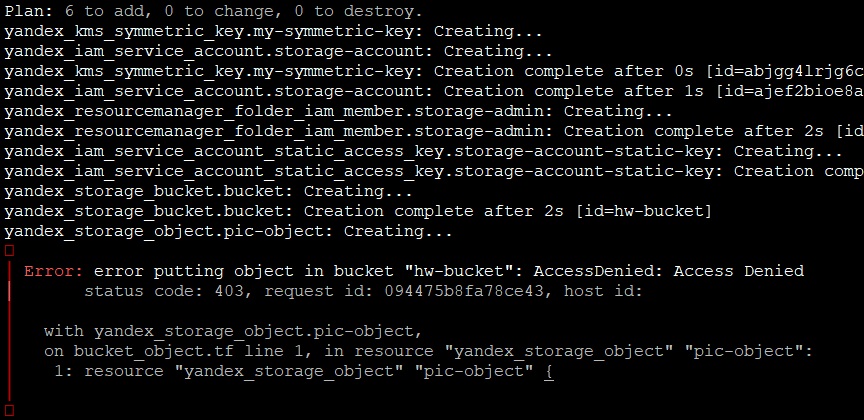 Plan: 6 to add, 0 to change, 0 to destroy.
yandex_kms_symmetric_key.my-symmetric-key: Creating...
yandex_iam_service_account.storage-account: Creating...
yandex_kms_symmetric_key.my-symmetric-key: Creation complete after 0s [id=abjgg4lrjg6c
yandex_iam_service_account.storage-account: Creation complete after 1s [id=ajef2bioe8a
yandex_resourcemanager_folder_iam_member.storage-admin: Creating...
yandex_resourcemanager_folder_iam_member.storage-admin: Creation complete after 2s [id
yandex_iam_service_account_static_access_key.storage-account-static-key: Creating...
yandex_iam_service_account_static_access_key.storage-account-static-key: Creation comp
yandex_storage_bucket.bucket: Creating...
yandex_storage_bucket.bucket: Creation complete after 2s [id=hw-bucket]
yandex_storage_object.pic-object: Creating...
Error: error putting object in bucket "hw-bucket": AccessDenied: Access Denied
status code: 403, request id: 094475b8fa78ce43, host id:
with yandex_storage_object.pic-object,
on bucket_object.tf line 1, in resource "yandex_storage_object" "pic-object":
1: resource "yandex_storage_object" "pic-object" {